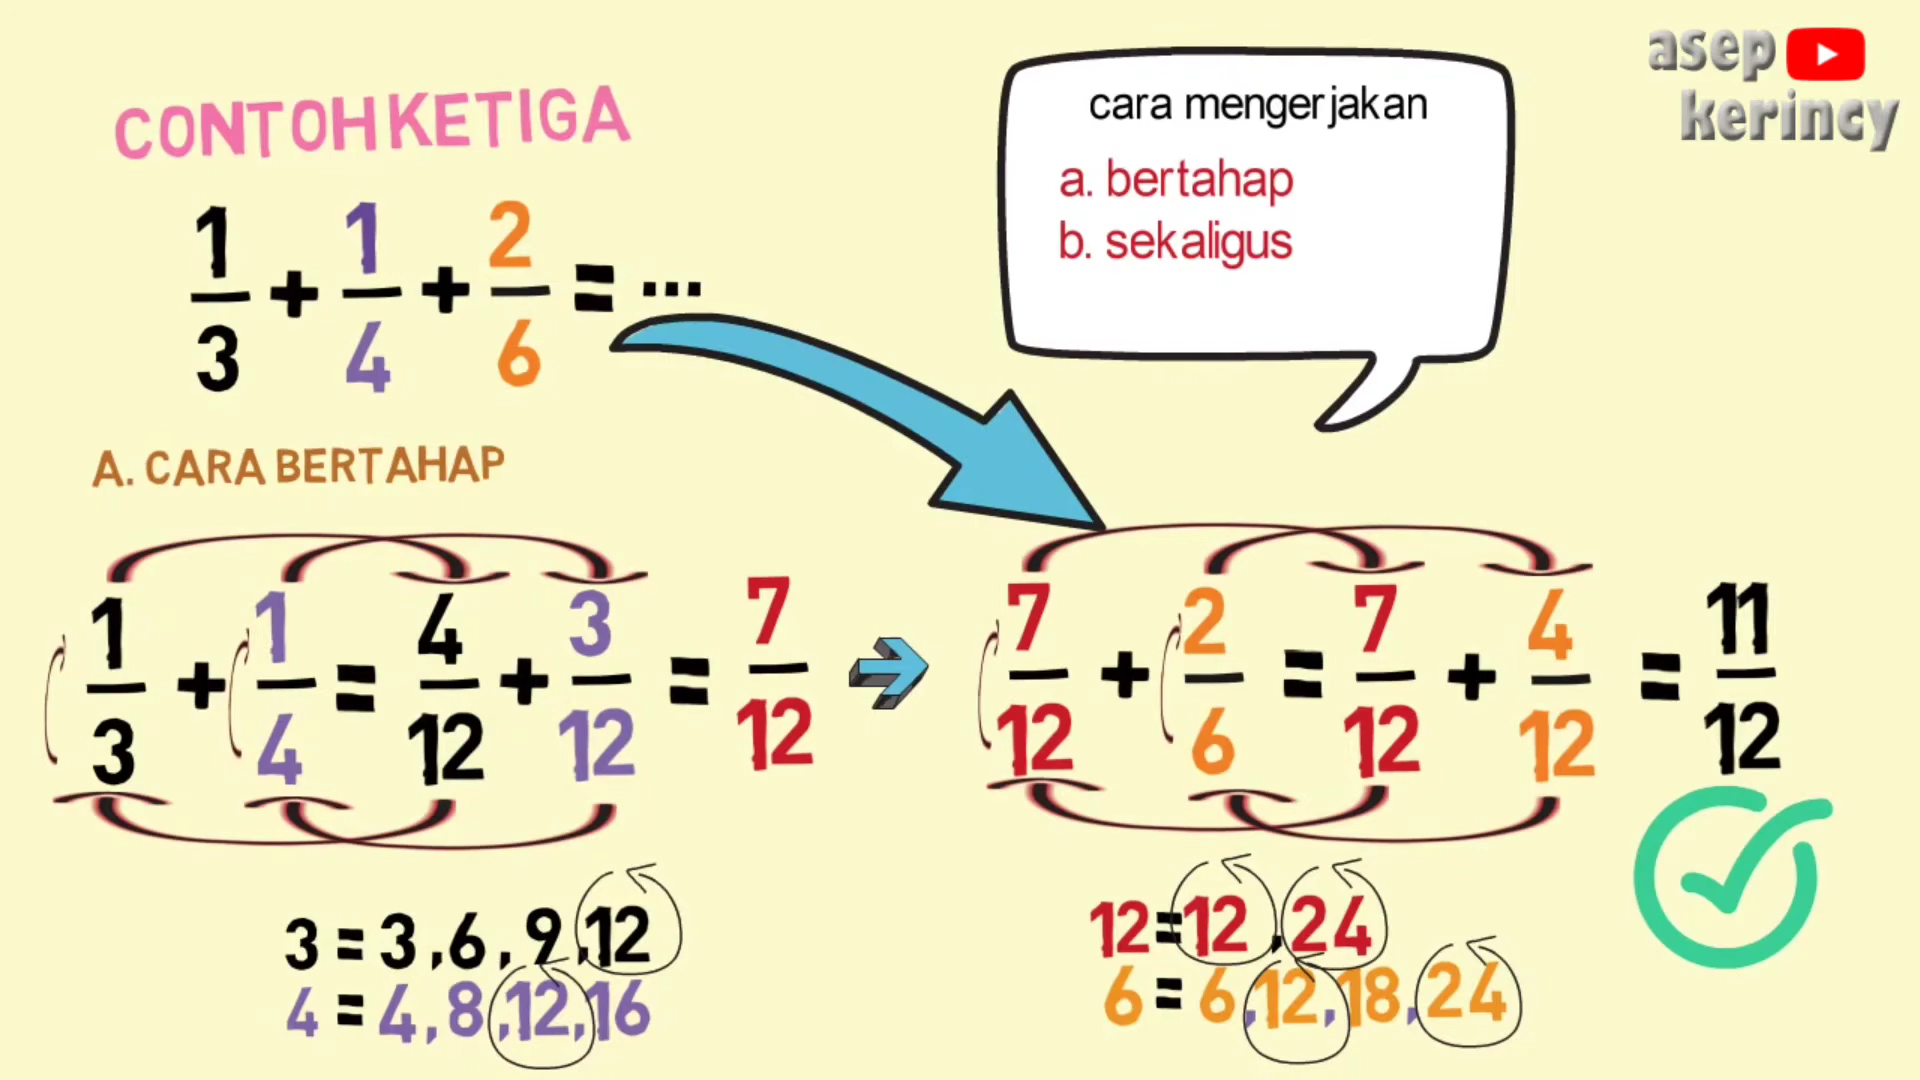 asep
kerincy
CONTOH KETIGA
cara mengerjakan
a. bertahap
b. sekaligus
1/3 + 1/4 + 2/6 = ...
A. CARA BERTAHAP
1/3 + 1/4 = 4/12 + 3/12 = 7/12
7/12 + 2/6 = 7/12 + 4/12 = 11/12
3 = 3 , 6 , 9 , 12
4 = 4 , 8 , 12 , 16
12 = 12 , 24
6 = 6 , 12 , 18 , 24